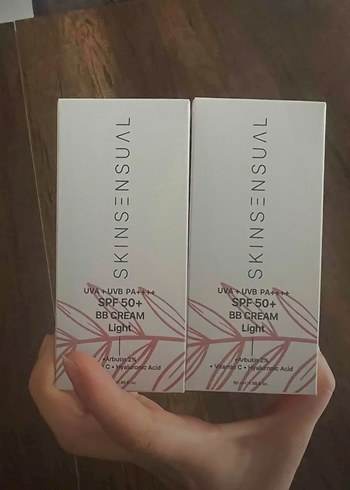 SKINSENSUAL
UVA+UVB PA++++
SPF 50+
BB CREAM
Light
•Arbutin 2%
C • Hyaluronic Acid
SKINSENSUAL
UVA+UVB PA++++
SPF 50+
BB CREAM
Light
•Arbutin 2%
• Vitamin C • Hyaluronic Acid